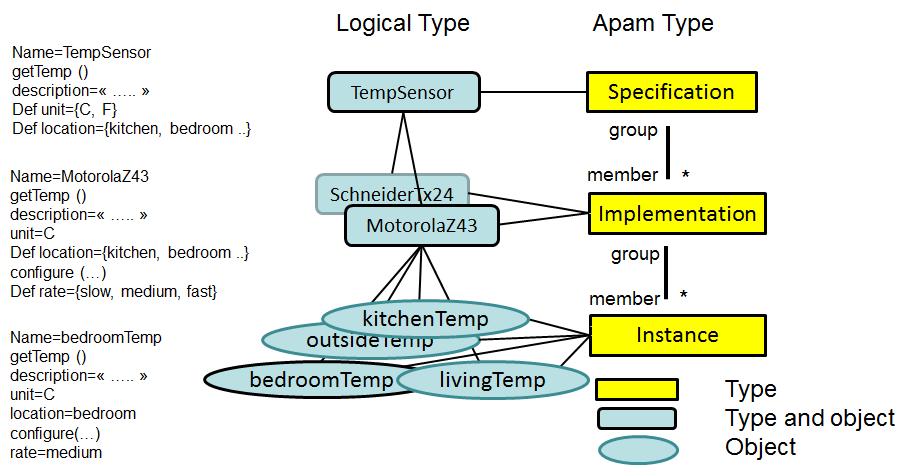 Logical Type
Apam Type
Name=TempSensor
getTemp ()
description=« ….. »
Def unit={C, F}
Def location={kitchen, bedroom ..}
TempSensor
Specification
group
member
*
Name=MotorolaZ43
getTemp ()
description=« ….. »
unit=C
Def location={kitchen, bedroom ..}
configure (…)
Def rate={slow, medium, fast}
SchneiderTx24
MotorolaZ43
Implementation
group
member
*
Name=bedroomTemp
getTemp ()
description=« ….. »
unit=C
location=bedroom
configure(…)
rate=medium
kitchenTemp
outsideTemp
bedroomTemp
livingTemp
Instance
Type
Type and object
Object